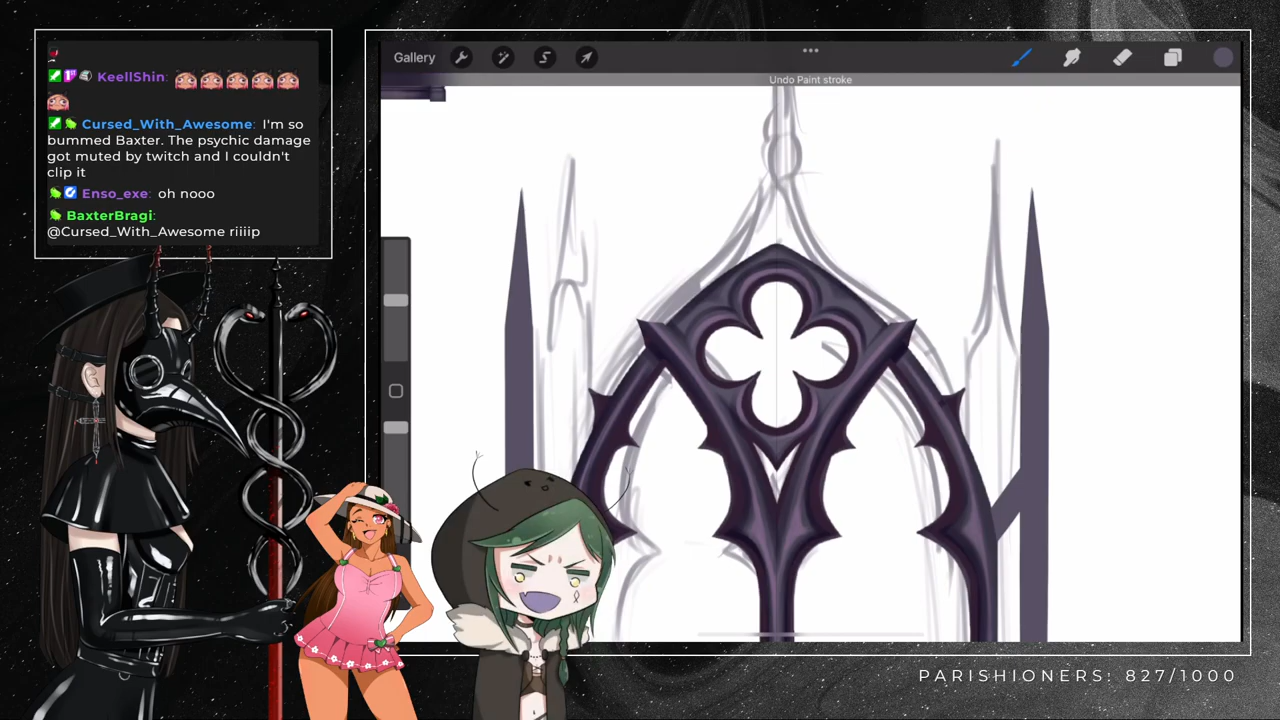 Gallery
Undo Paint stroke
KeellShin:
Cursed_With_Awesome: I'm so
bummed Baxter. The psychic damage
got muted by twitch and I couldn't
clip it
Enso_exe: oh nooo
BaxterBragi:
@Cursed_With_Awesome riiiip
PARISHIONERS: 827/1000